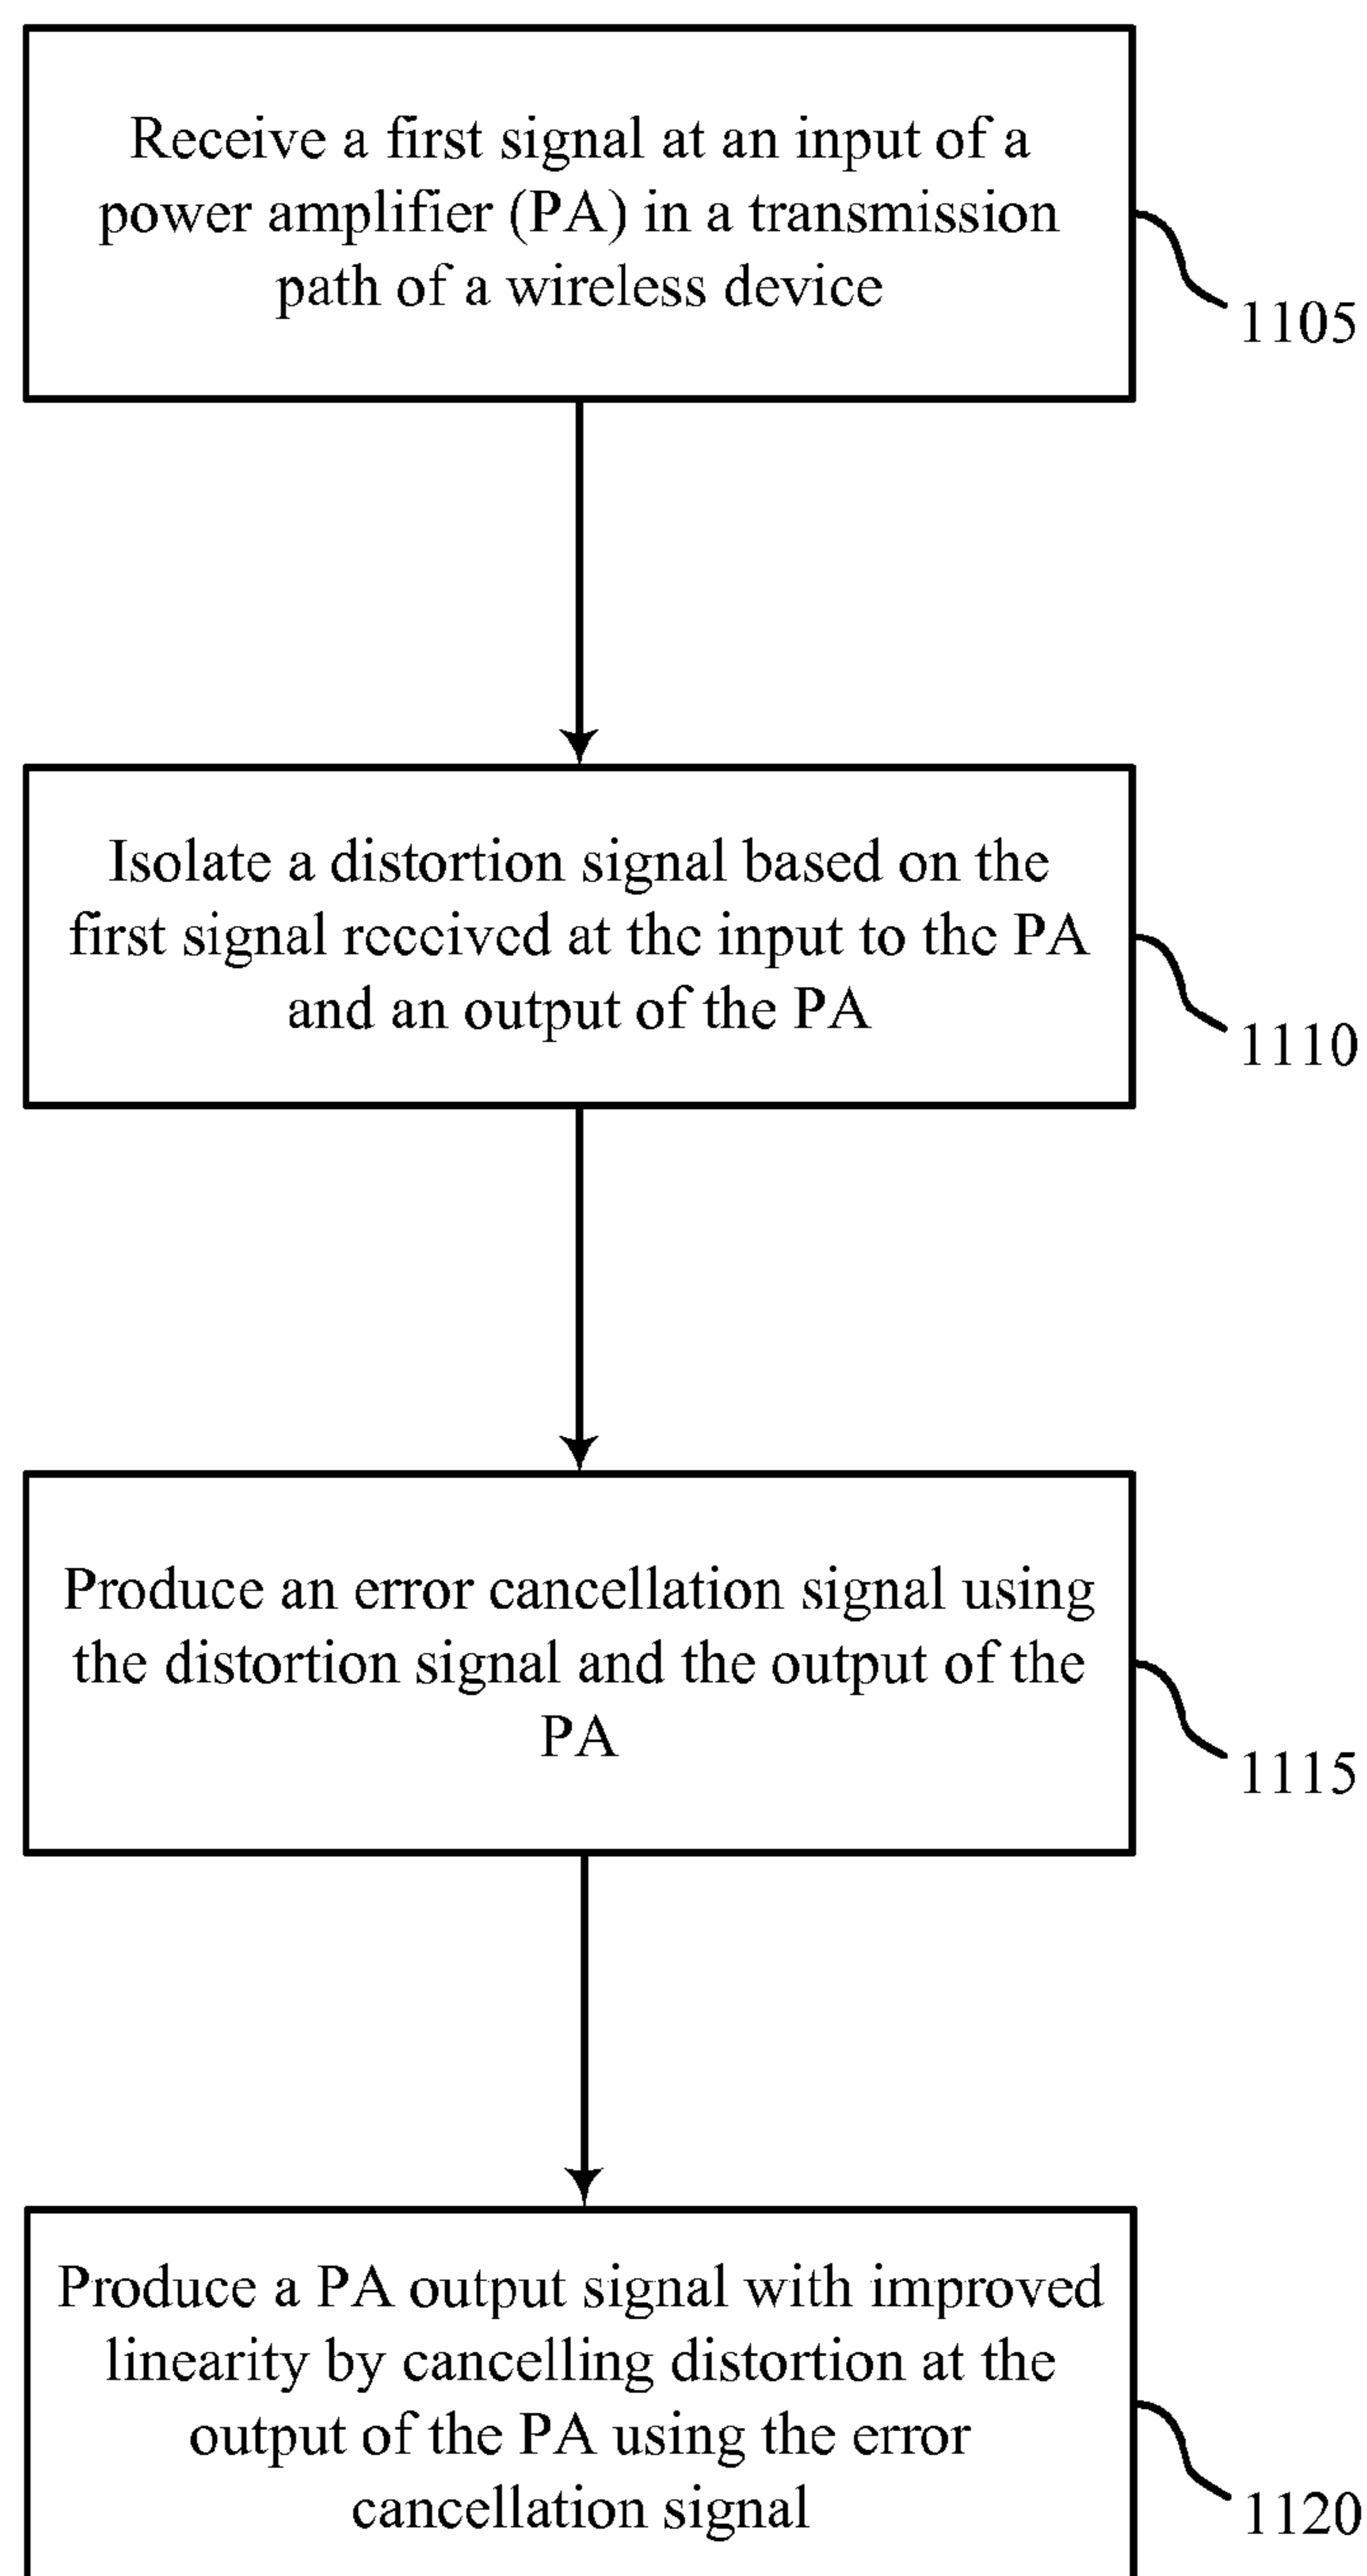 Receive a first signal at an input of a
power amplifier (PA) in a transmission
path of a wireless device
1105
Isolate a distortion signal based on the
first signal received at the input to the PA
and an output of the PA
1110
Produce an error cancellation signal using
the distortion signal and the output of the
PA
1115
Produce a PA output signal with improved
linearity by cancelling distortion at the
output of the PA using the error
cancellation signal
1120